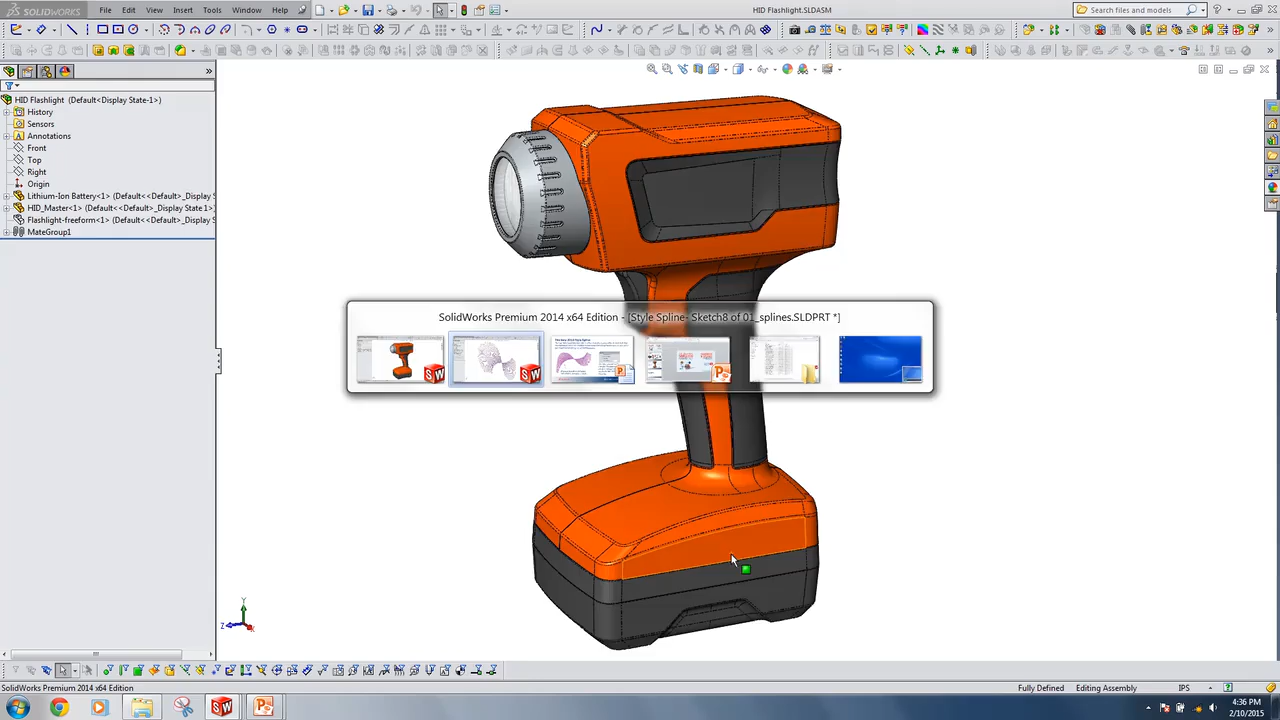 SOLIDWORKS
File Edit View Insert Tools Window Help
HID Flashlight.SLDASM
Search files and models
HID Flashlight (Default<Display State-1>)
History
Sensors
Annotations
Front
Top
Right
Origin
Lithium-Ion Battery<1> (Default<<Default>_Display
HID_Master<1> (Default<<Default>_Display State 1>
Flashlight-freeform<1> (Default<<Default>_Display S
MateGroup1
SolidWorks Premium 2014 x64 Edition - [Style Spline- Sketch8 of 01_splines.SLDPRT *]
Y
Z
X
SolidWorks Premium 2014 x64 Edition
Fully Defined
Editing Assembly
IPS
4:36 PM
2/10/2015